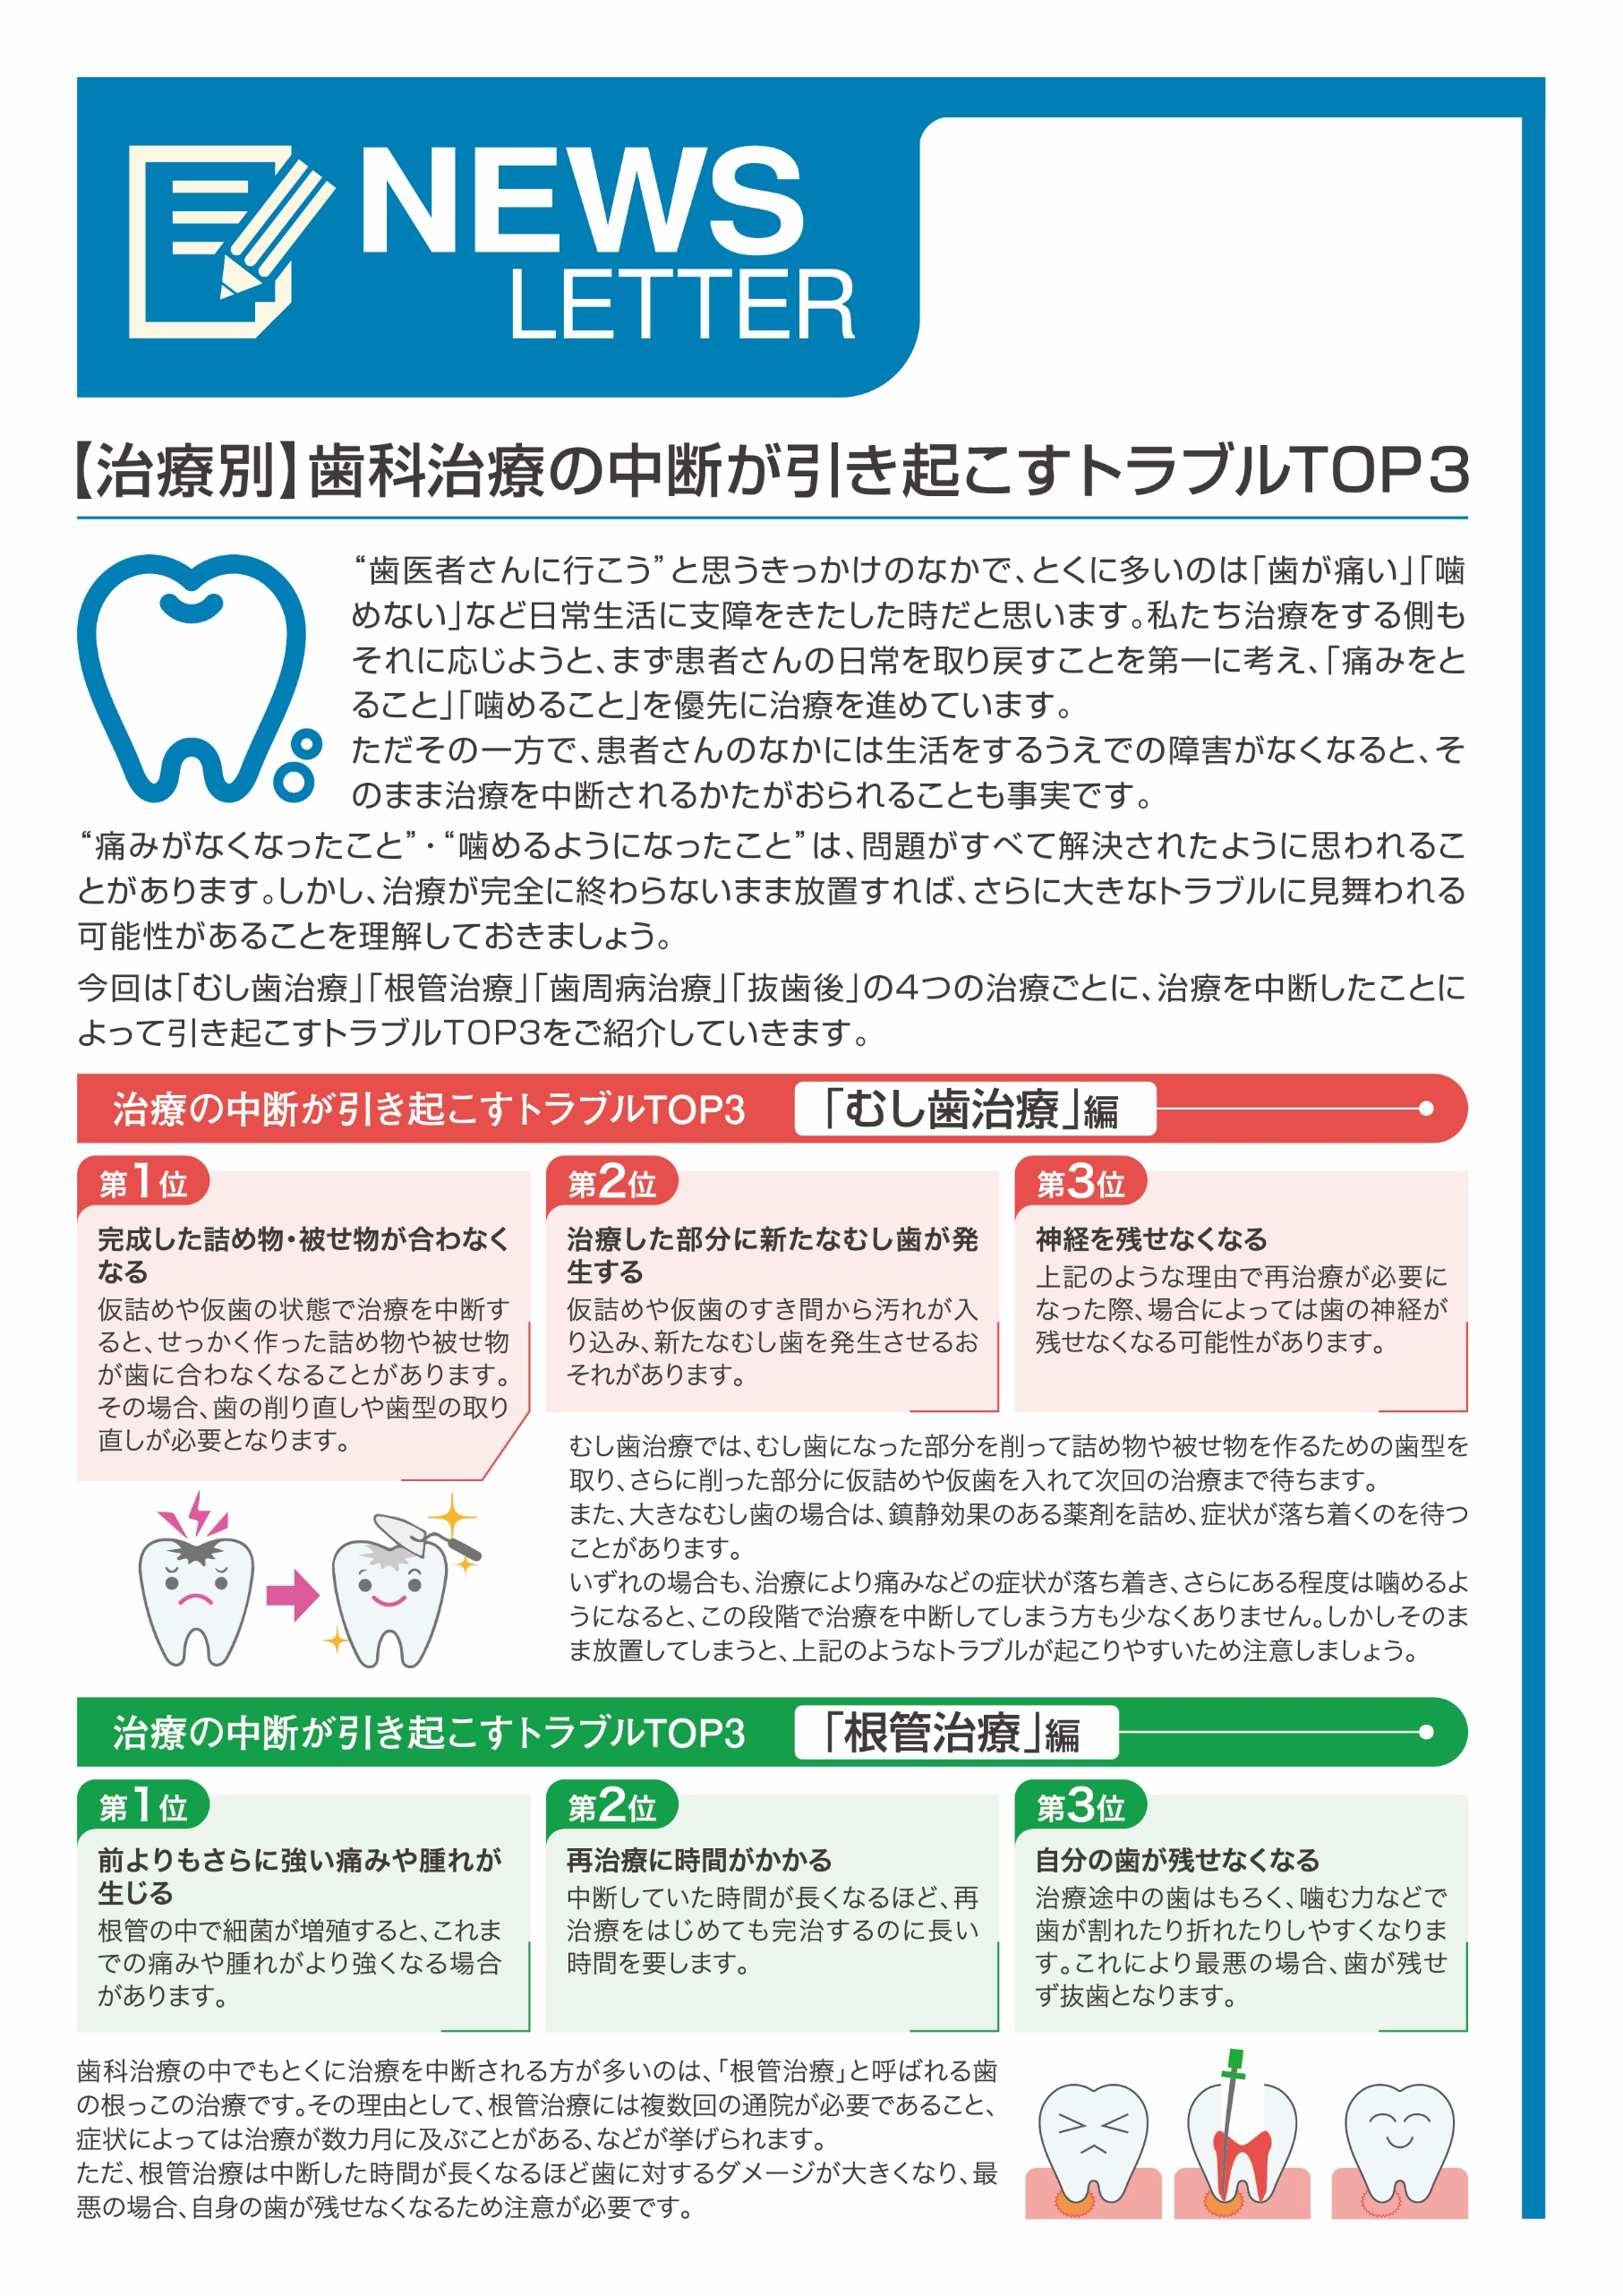 NEWS
LETTER
【治療別】歯科治療の中断が引き起こすトラブルTOP3
“歯医者さんに行こう”と思うきっかけのなかで、とくに多いのは「歯が痛い」「噛
めない」など日常生活に支障をきたした時だと思います。私たち治療をする側も
それに応じようと、まず患者さんの日常を取り戻すことを第一に考え、「痛みをと
ること」「噛めること」を優先に治療を進めています。
ただその一方で、患者さんのなかには生活をするうえでの障害がなくなると、そ
のまま治療を中断されるかたがおられることも事実です。
“痛みがなくなったこと”・“噛めるようになったこと”は、問題がすべて解決されたように思われるこ
とがあります。しかし、治療が完全に終わらないまま放置すれば、さらに大きなトラブルに見舞われる
可能性があることを理解しておきましょう。
今回は「むし歯治療」「根管治療」「歯周病治療」「抜歯後」の4つの治療ごとに、治療を中断したことに
よって引き起こすトラブルTOP3をご紹介していきます。
治療の中断が引き起こすトラブルTOP3 「むし歯治療」編
第1位
完成した詰め物・被せ物が合わなく
なる
仮詰めや仮歯の状態で治療を中断す
ると、せっかく作った詰め物や被せ物
が歯に合わなくなることがあります。
その場合、歯の削り直しや歯型の取り
直しが必要となります。
第2位
治療した部分に新たなむし歯が発
生する
仮詰めや仮歯のすき間から汚れが入
り込み、新たなむし歯を発生させるお
それがあります。
第3位
神経を残せなくなる
上記のような理由で再治療が必要に
なった際、場合によっては歯の神経が
残せなくなる可能性があります。
むし歯治療では、むし歯になった部分を削って詰め物や被せ物を作るための歯型を
取り、さらに削った部分に仮詰めや仮歯を入れて次回の治療まで待ちます。
また、大きなむし歯の場合は、鎮静効果のある薬剤を詰め、症状が落ち着くのを待つ
ことがあります。
いずれの場合も、治療により痛みなどの症状が落ち着き、さらにある程度は噛めるよ
うになると、この段階で治療を中断してしまう方も少なくありません。しかしそのま
ま放置してしまうと、上記のようなトラブルが起こりやすいため注意しましょう。
治療の中断が引き起こすトラブルTOP3 「根管治療」編
第1位
前よりもさらに強い痛みや腫れが
生じる
根管の中で細菌が増殖すると、これま
での痛みや腫れがより強くなる場合
があります。
第2位
再治療に時間がかかる
中断していた時間が長くなるほど、再
治療をはじめても完治するのに長い
時間を要します。
第3位
自分の歯が残せなくなる
治療途中の歯はもろく、噛む力などで
歯が割れたり折れたりしやすくなりま
す。これにより最悪の場合、歯が残せ
ず抜歯となります。
歯科治療の中でもとくに治療を中断される方が多いのは、「根管治療」と呼ばれる歯
の根っこの治療です。その理由として、根管治療には複数回の通院が必要であること、
症状によっては治療が数カ月に及ぶことがある、などが挙げられます。
ただ、根管治療は中断した時間が長くなるほど歯に対するダメージが大きくなり、最
悪の場合、自身の歯が残せなくなるため注意が必要です。